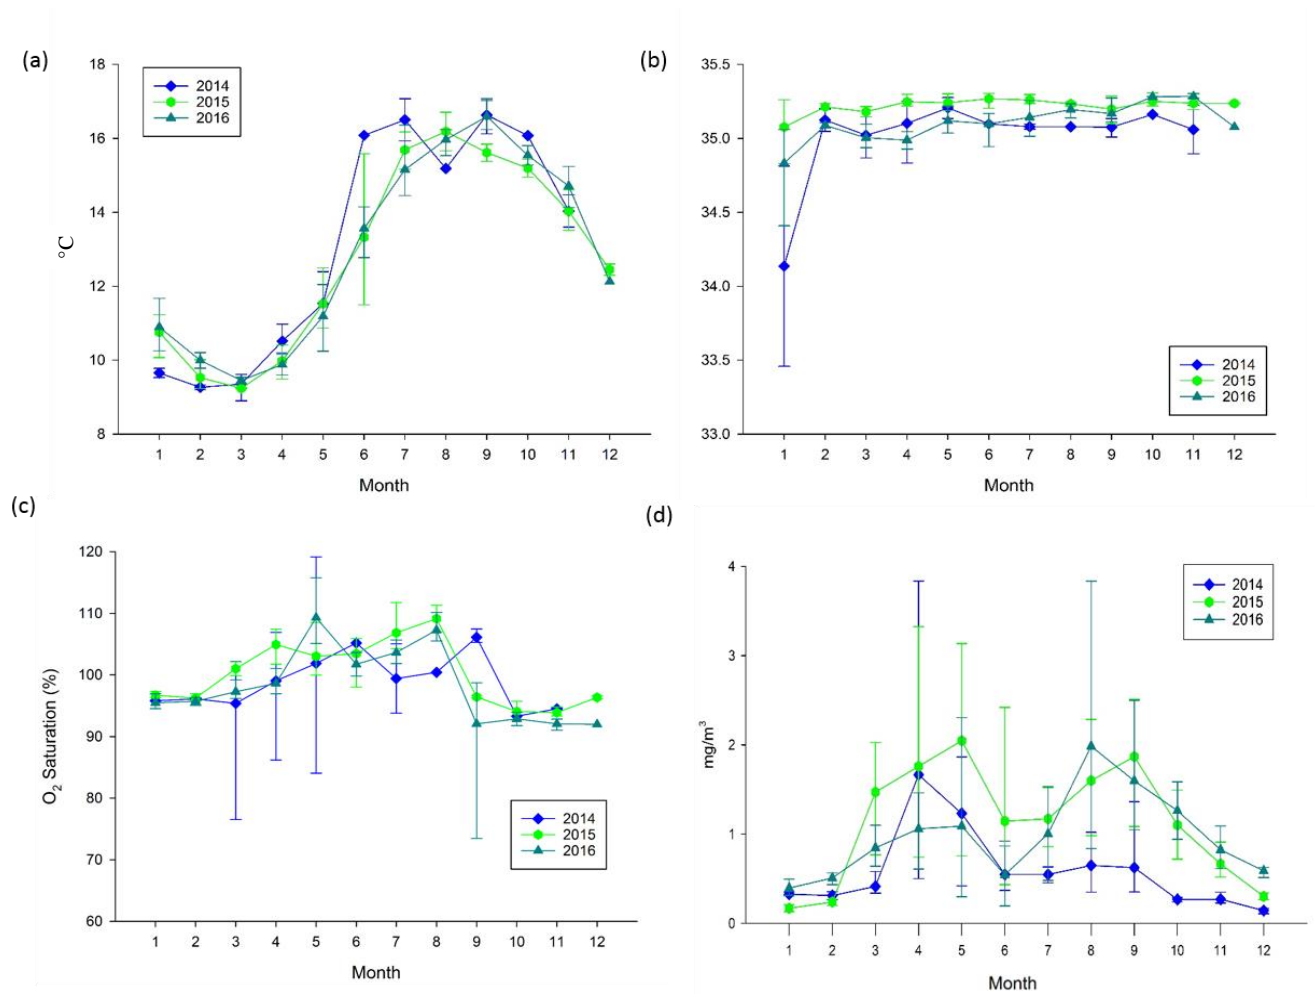 (a)
18
16
14
12
10
8
°C
2014
2015
2016
1 2 3 4 5 6 7 8 9 10 11 12
Month
(b)
35.5
35.0
34.5
34.0
33.5
33.0
2014
2015
2016
1 2 3 4 5 6 7 8 9 10 11 12
Month
(c)
120
110
100
90
80
70
60
O2 Saturation (%)
2014
2015
2016
1 2 3 4 5 6 7 8 9 10 11 12
Month
(d)
4
3
2
1
0
mg/m³
2014
2015
2016
1 2 3 4 5 6 7 8 9 10 11 12
Month